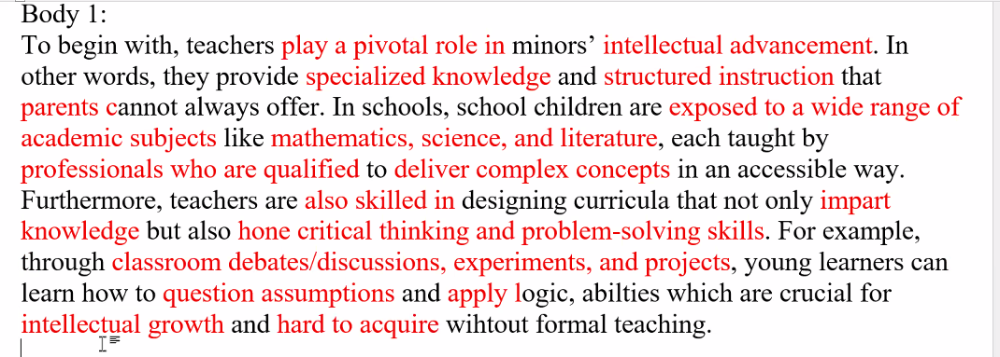 Body 1:
To begin with, teachers play a pivotal role in minors’ intellectual advancement. In
other words, they provide specialized knowledge and structured instruction that
parents cannot always offer. In schools, school children are exposed to a wide range of
academic subjects like mathematics, science, and literature, each taught by
professionals who are qualified to deliver complex concepts in an accessible way.
Furthermore, teachers are also skilled in designing curricula that not only impart
knowledge but also hone critical thinking and problem-solving skills. For example,
through classroom debates/discussions, experiments, and projects, young learners can
learn how to question assumptions and apply logic, abilties which are crucial for
intellectual growth and hard to acquire wihtout formal teaching.